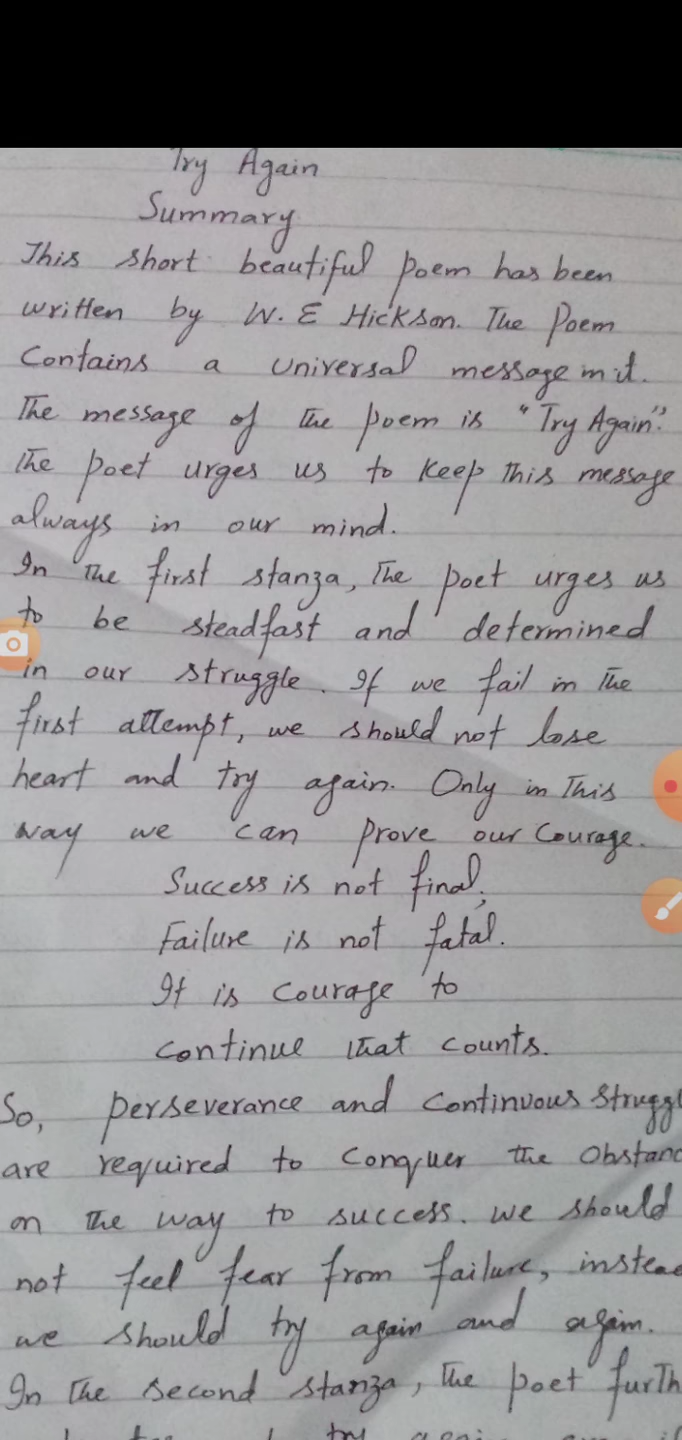 Try Again
Summary
This short beautiful poem has been
written by W. E Hickson. The Poem
Contains a universal message in it.
The message of the poem is "Try Again".
The poet urges us to keep this message
always in our mind.
In the first stanza, the poet urges us
to be steadfast and determined
in our struggle. If we fail in the
first attempt, we should not lose
heart and try again. Only in this
way we can prove our Courage.
Success is not final,
Failure is not fatal.
It is courage to
continue that counts.
So, perseverance and continuous struggl
are required to conquer the obstanc
on the way to success. we should
not feel fear from failure, instea
we should try again and again.
In the second stanza, the poet furth
try again